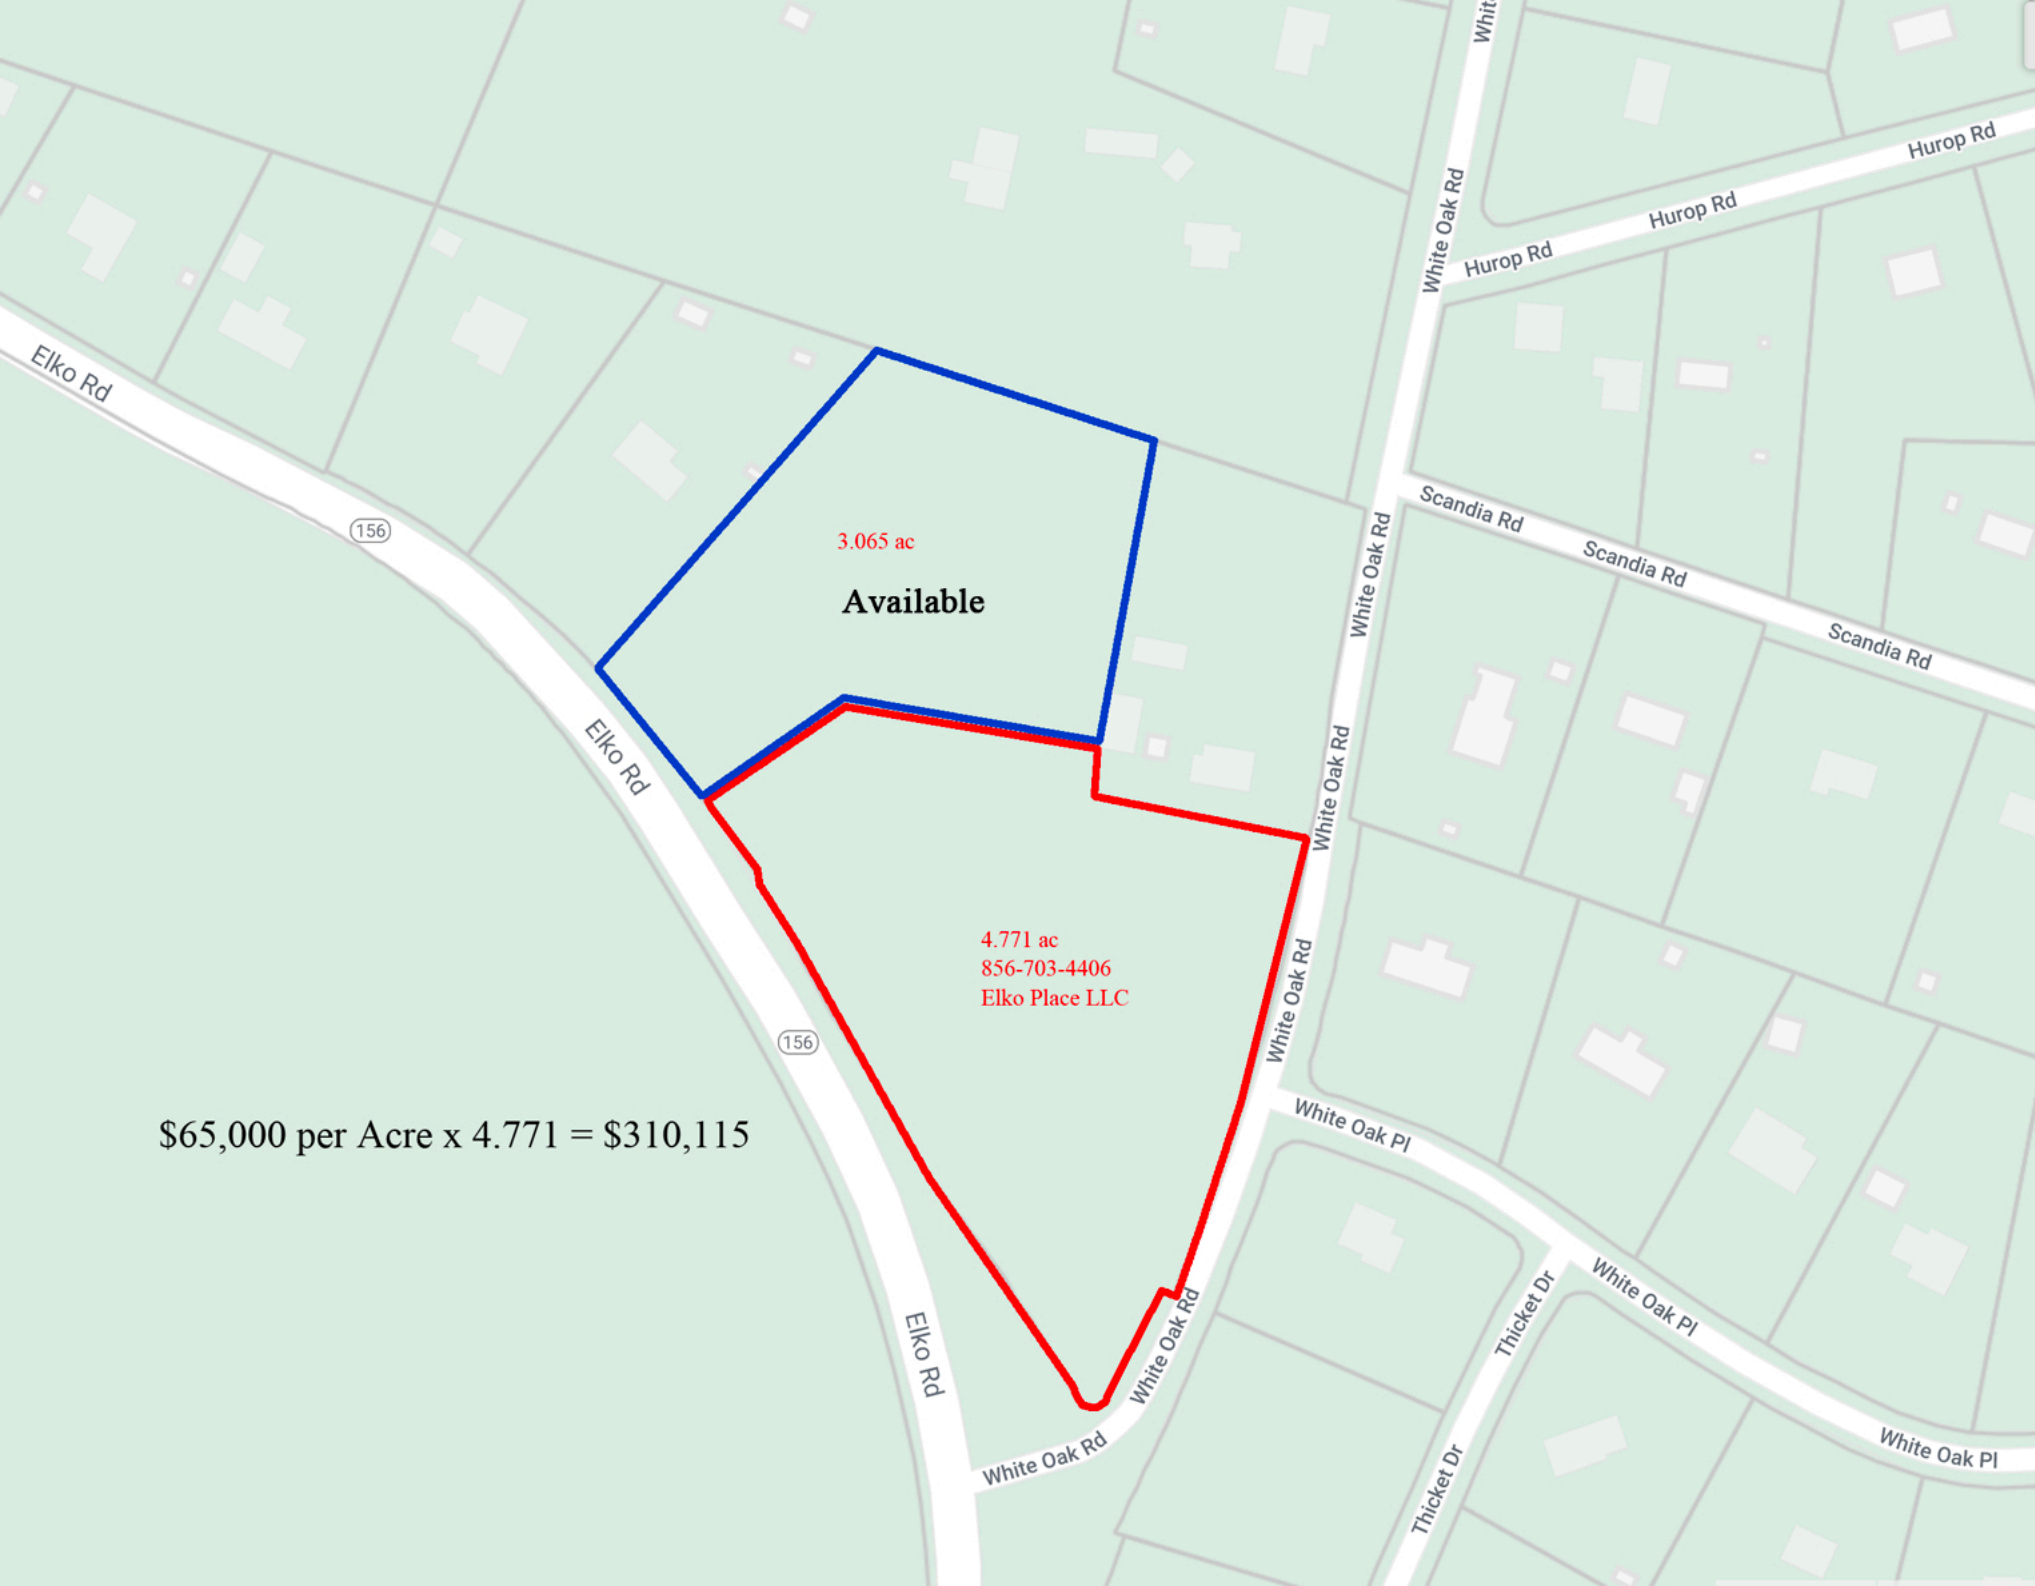 Whit
Hurop Rd
Hurop Rd
Hurop Rd
White Oak Rd
Elko Rd
156
3.065 ac
Available
Scandia Rd
Scandia Rd
Scandia Rd
White Oak Rd
Elko Rd
White Oak Rd
4.771 ac
856-703-4406
Elko Place LLC
White Oak Rd
156
$65,000 per Acre x 4.771 = $310,115
White Oak Pl
White Oak Pl
Thicket Dr
Elko Rd
White Oak Rd
White Oak Rd
White Oak Pl
Thicket Dr